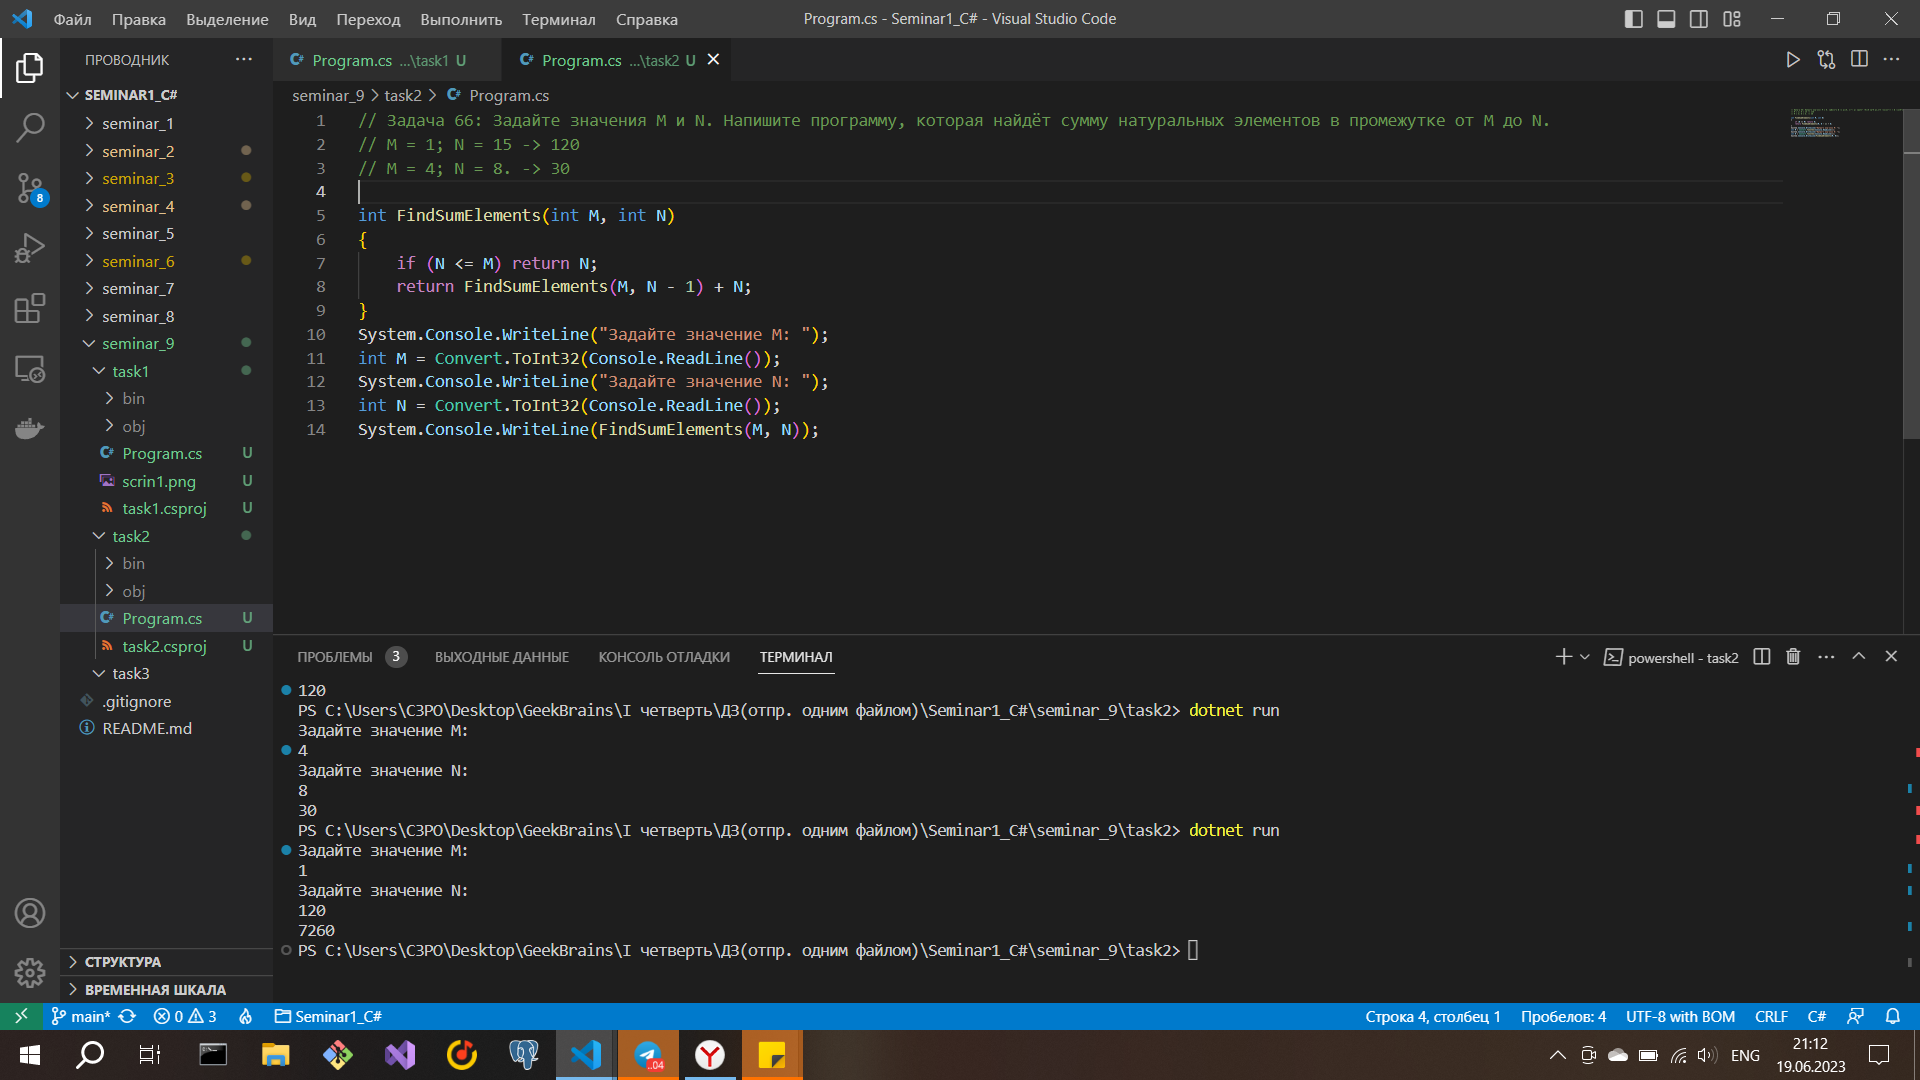 Файл Правка Выделение Вид Переход Выполнить Терминал Справка
Program.cs - Seminar1_C# - Visual Studio Code
ПРОВОДНИК
SEMINAR1_C#
seminar_1
seminar_2
seminar_3
seminar_4
seminar_5
seminar_6
seminar_7
seminar_8
seminar_9
task1
bin
obj
Program.cs U
scrin1.png U
task1.csproj U
task2
bin
obj
Program.cs U
task2.csproj U
task3
.gitignore
README.md
СТРУКТУРА
ВРЕМЕННАЯ ШКАЛА
8
Program.cs ...\task1 U
Program.cs ...\task2 U
seminar_9 > task2 > Program.cs
1 // Задача 66: Задайте значения M и N. Напишите программу, которая найдёт сумму натуральных элементов в промежутке от M до N.
2 // M = 1; N = 15 -> 120
3 // M = 4; N = 8. -> 30
4
5 int FindSumElements(int M, int N)
6 {
7 if (N <= M) return N;
8 return FindSumElements(M, N - 1) + N;
9 }
10 System.Console.WriteLine("Задайте значение M: ");
11 int M = Convert.ToInt32(Console.ReadLine());
12 System.Console.WriteLine("Задайте значение N: ");
13 int N = Convert.ToInt32(Console.ReadLine());
14 System.Console.WriteLine(FindSumElements(M, N));
ПРОБЛЕМЫ 3 ВЫХОДНЫЕ ДАННЫЕ КОНСОЛЬ ОТЛАДКИ ТЕРМИНАЛ
powershell - task2
120
PS C:\Users\C3PO\Desktop\GeekBrains\I четверть\ДЗ(отпр. одним файлом)\Seminar1_C#\seminar_9\task2> dotnet run
Задайте значение M:
4
Задайте значение N:
8
30
PS C:\Users\C3PO\Desktop\GeekBrains\I четверть\ДЗ(отпр. одним файлом)\Seminar1_C#\seminar_9\task2> dotnet run
Задайте значение M:
1
Задайте значение N:
120
7260
PS C:\Users\C3PO\Desktop\GeekBrains\I четверть\ДЗ(отпр. одним файлом)\Seminar1_C#\seminar_9\task2>
main* 0 3 Seminar1_C#
Строка 4, столбец 1 Пробелов: 4 UTF-8 with BOM CRLF C#
..04
ENG
21:12
19.06.2023